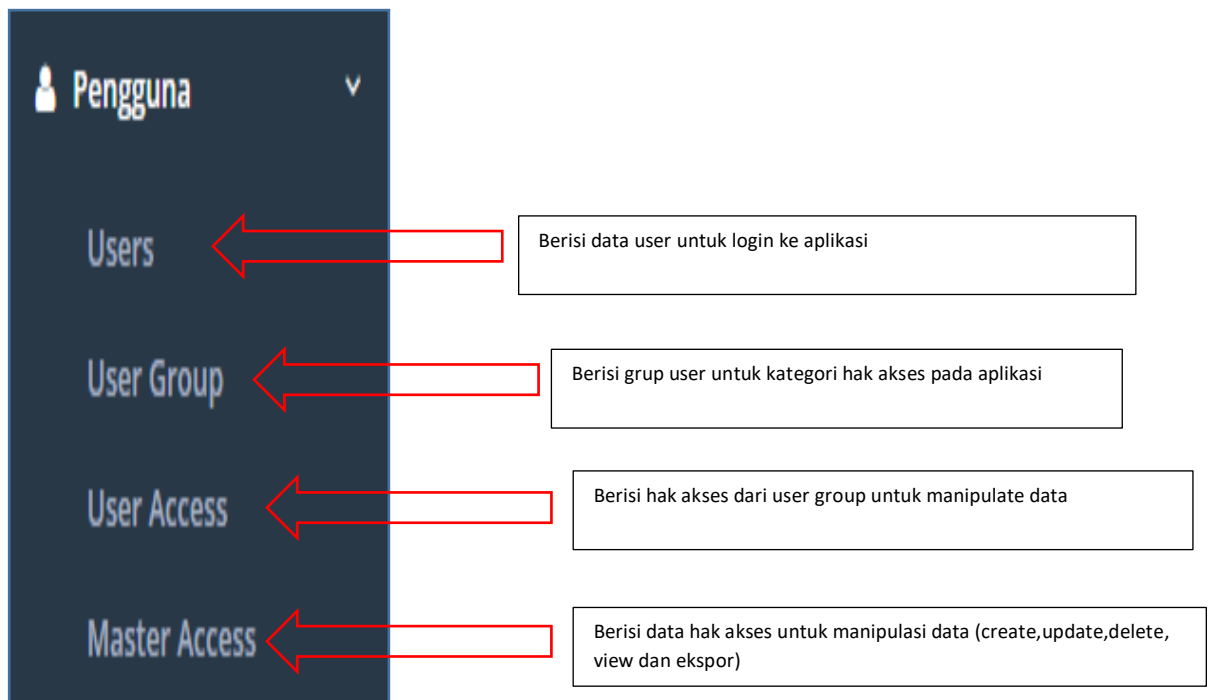 Pengguna
Users
Berisi data user untuk login ke aplikasi
User Group
Berisi grup user untuk kategori hak akses pada aplikasi
User Access
Berisi hak akses dari user group untuk manipulate data
Master Access
Berisi data hak akses untuk manipulasi data (create,update,delete,
view dan ekspor)